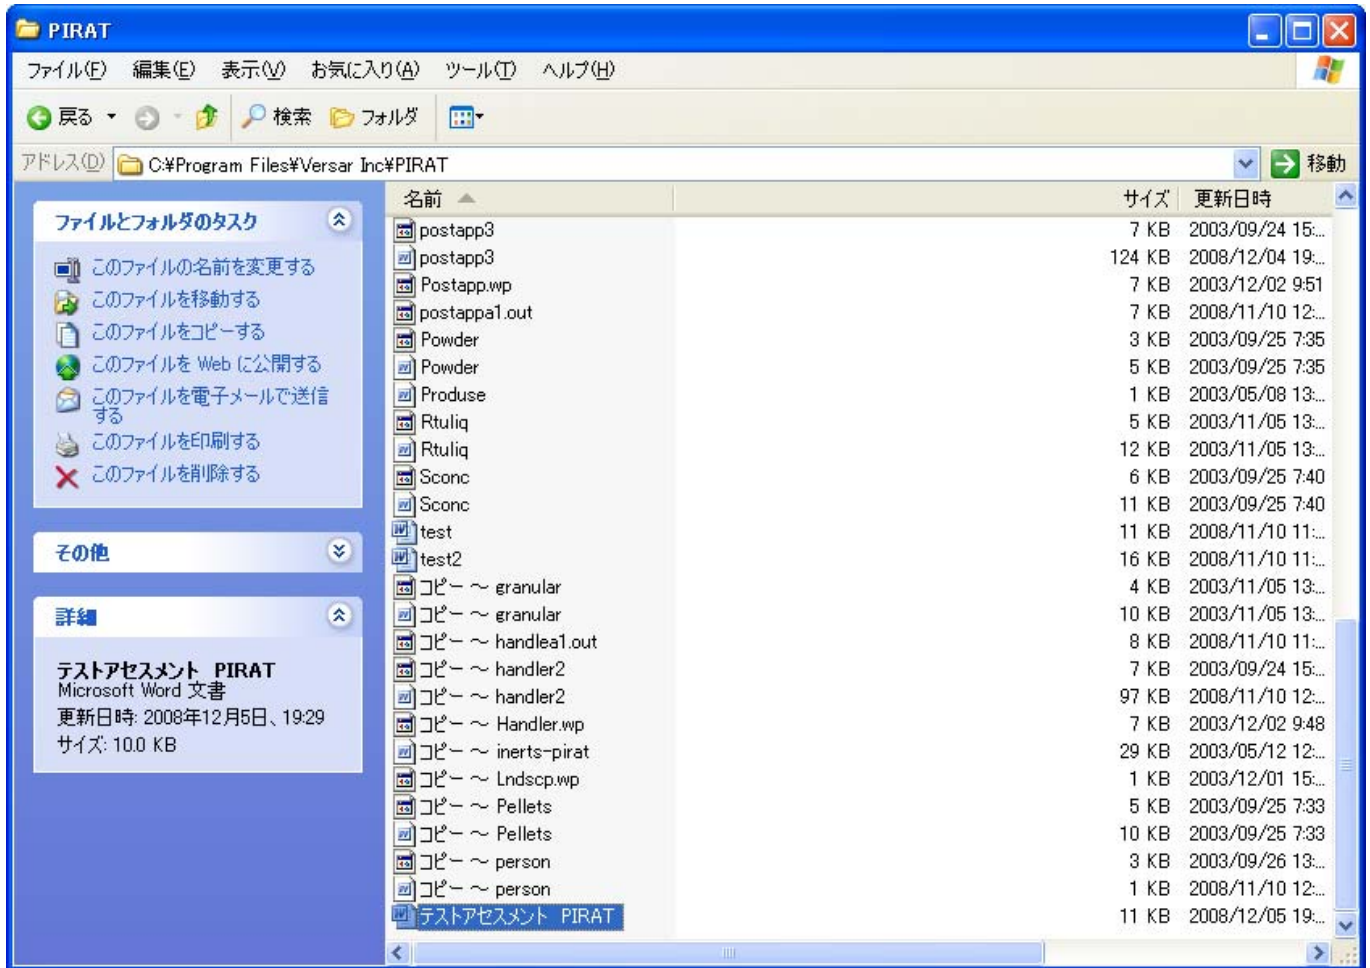 PIRAT
ファイル(F) 編集(E) 表示(V) お気に入り(A) ツール(T) ヘルプ(H)
戻る 検索 フォルダ
アドレス(D) C:¥Program Files¥Versar Inc¥PIRAT 移動
ファイルとフォルダのタスク
このファイルの名前を変更する
このファイルを移動する
このファイルをコピーする
このファイルを Web に公開する
このファイルを電子メールで送信
する
このファイルを印刷する
このファイルを削除する
その他
詳細
テストアセスメント PIRAT
Microsoft Word 文書
更新日時: 2008年12月5日、19:29
サイズ: 10.0 KB
名前 サイズ 更新日時
postapp3 7 KB 2003/09/24 15:...
postapp3 124 KB 2008/12/04 19:...
Postapp.wp 7 KB 2003/12/02 9:51
postappa1.out 7 KB 2008/11/10 12:...
Powder 3 KB 2003/09/25 7:35
Powder 5 KB 2003/09/25 7:35
Produse 1 KB 2003/05/08 13:...
Rtuliq 5 KB 2003/11/05 13:...
Rtuliq 12 KB 2003/11/05 13:...
Sconc 6 KB 2003/09/25 7:40
Sconc 11 KB 2003/09/25 7:40
test 11 KB 2008/11/10 11:...
test2 16 KB 2008/11/10 11:...
コピー ～ granular 4 KB 2003/11/05 13:...
コピー ～ granular 10 KB 2003/11/05 13:...
コピー ～ handlea1.out 8 KB 2008/11/10 11:...
コピー ～ handler2 7 KB 2003/09/24 15:...
コピー ～ handler2 97 KB 2008/11/10 12:...
コピー ～ Handler.wp 7 KB 2003/12/02 9:48
コピー ～ inerts-pirat 29 KB 2003/05/12 12:...
コピー ～ Lndscp.wp 1 KB 2003/12/01 15:...
コピー ～ Pellets 5 KB 2003/09/25 7:33
コピー ～ Pellets 10 KB 2003/09/25 7:33
コピー ～ person 3 KB 2003/09/26 13:...
コピー ～ person 1 KB 2008/11/10 12:...
テストアセスメント PIRAT 11 KB 2008/12/05 19:...